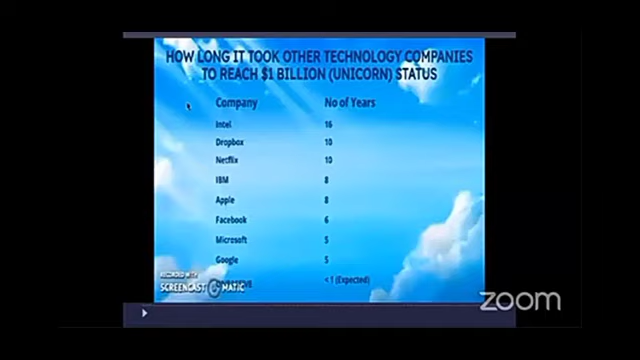 HOW LONG IT TOOK OTHER TECHNOLOGY COMPANIES
TO REACH $1 BILLION (UNICORN) STATUS
Company No of Years
Intel 16
Dropbox 10
Netflix 10
IBM 8
Apple 8
Facebook 6
Microsoft 5
Google 5
< 1 (Expected)
RECORDED WITH
SCREENCAST MATIC
zoom